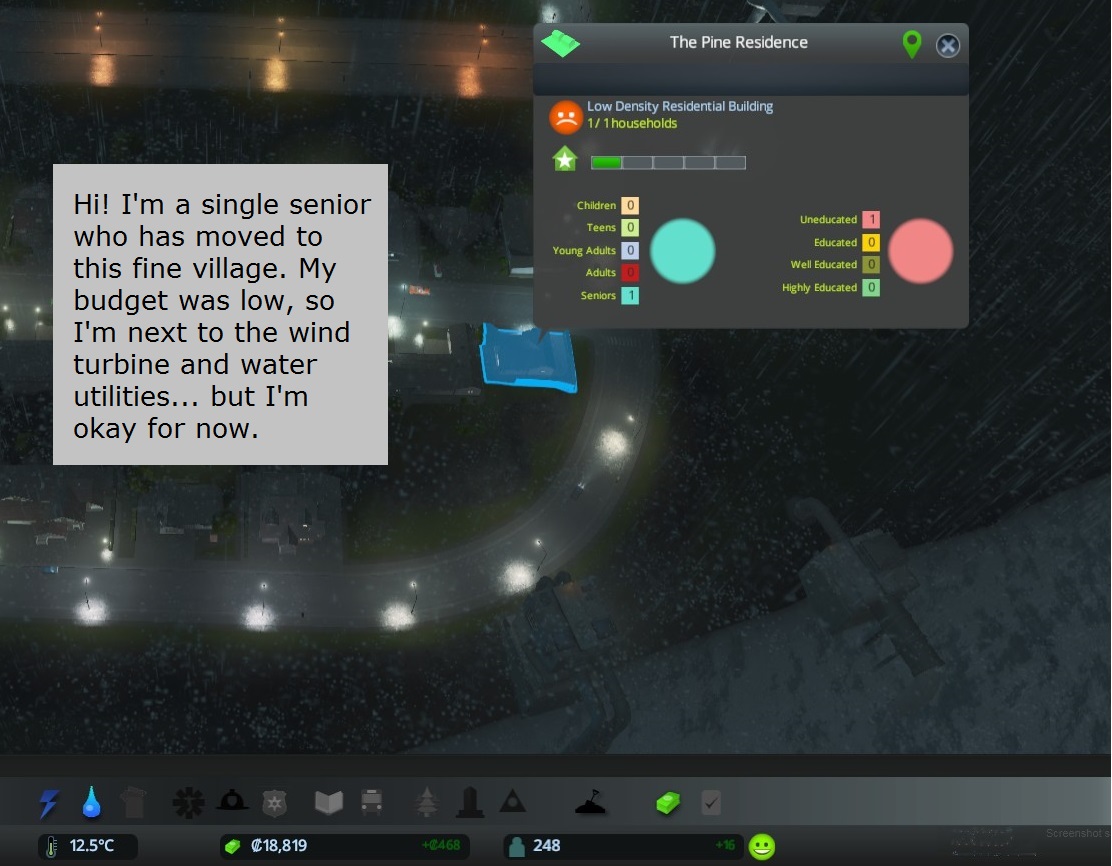 The Pine Residence
Low Density Residential Building
1/ 1households
Hi! I'm a single senior
who has moved to
this fine village. My
budget was low, so
I'm next to the wind
turbine and water
utilities... but I'm
okay for now.
Children 0
Teens 0
Young Adults 0
Adults 0
Seniors 1
Uneducated 1
Educated 0
Well Educated 0
Highly Educated 0
12.5°C
₡18,819
+₡468
248
+16
Screenshot s